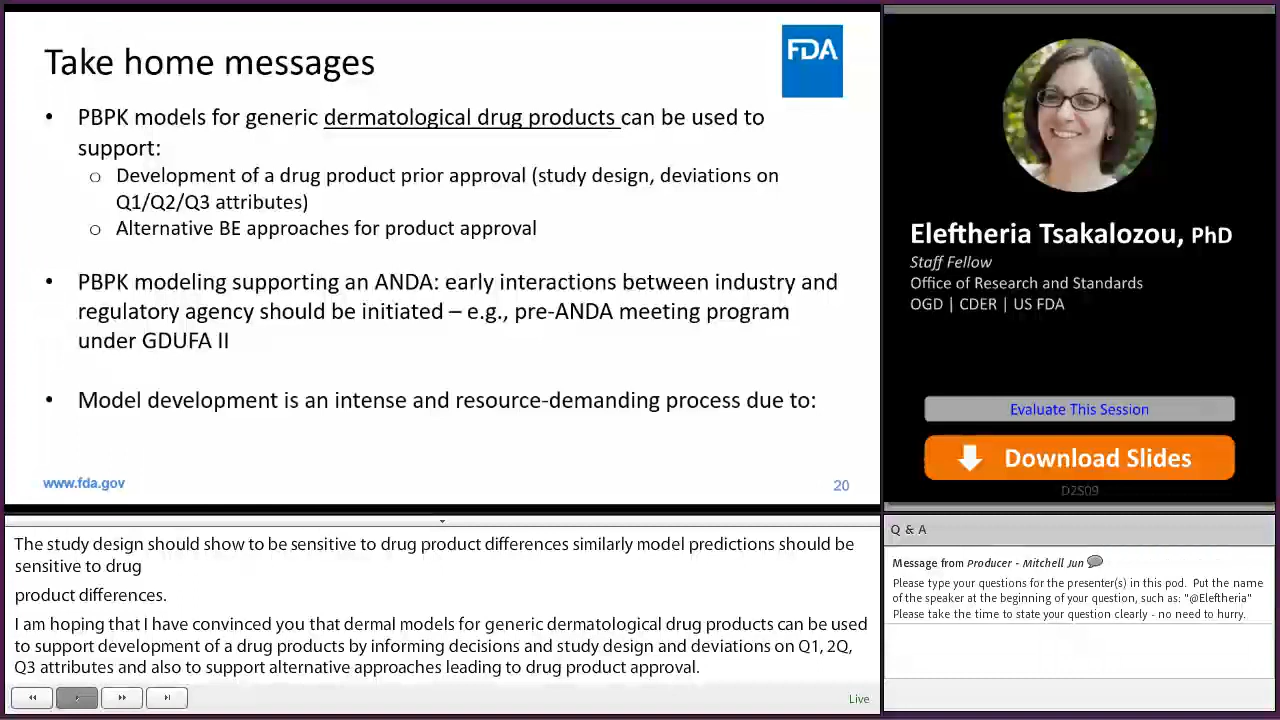 Take home messages
FDA
• PBPK models for generic dermatological drug products can be used to
support:
o Development of a drug product prior approval (study design, deviations on
Q1/Q2/Q3 attributes)
o Alternative BE approaches for product approval
• PBPK modeling supporting an ANDA: early interactions between industry and
regulatory agency should be initiated – e.g., pre-ANDA meeting program
under GDUFA II
• Model development is an intense and resource-demanding process due to:
www.fda.gov
20
Eleftheria Tsakalozou, PhD
Staff Fellow
Office of Research and Standards
OGD | CDER | US FDA
Evaluate This Session
Download Slides
D2S09
The study design should show to be sensitive to drug product differences similarly model predictions should be
sensitive to drug
product differences.
I am hoping that I have convinced you that dermal models for generic dermatological drug products can be used
to support development of a drug products by informing decisions and study design and deviations on Q1, 2Q,
Q3 attributes and also to support alternative approaches leading to drug product approval.
Live
Q & A
Message from Producer - Mitchell Jun
Please type your questions for the presenter(s) in this pod. Put the name
of the speaker at the beginning of your question, such as: "@Eleftheria"
Please take the time to state your question clearly - no need to hurry.